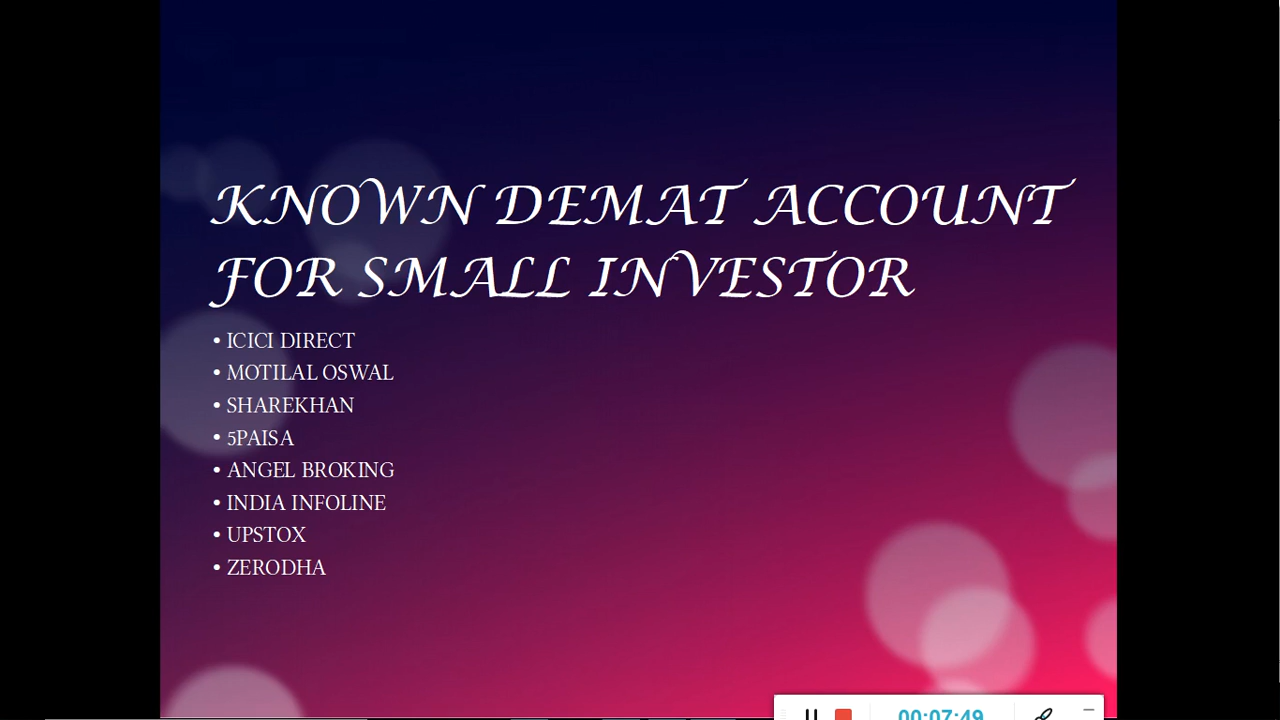 KNOWN DEMAT ACCOUNT
FOR SMALL INVESTOR
• ICICI DIRECT
• MOTILAL OSWAL
• SHAREKHAN
• 5PAISA
• ANGEL BROKING
• INDIA INFOLINE
• UPSTOX
• ZERODHA
00:07:49